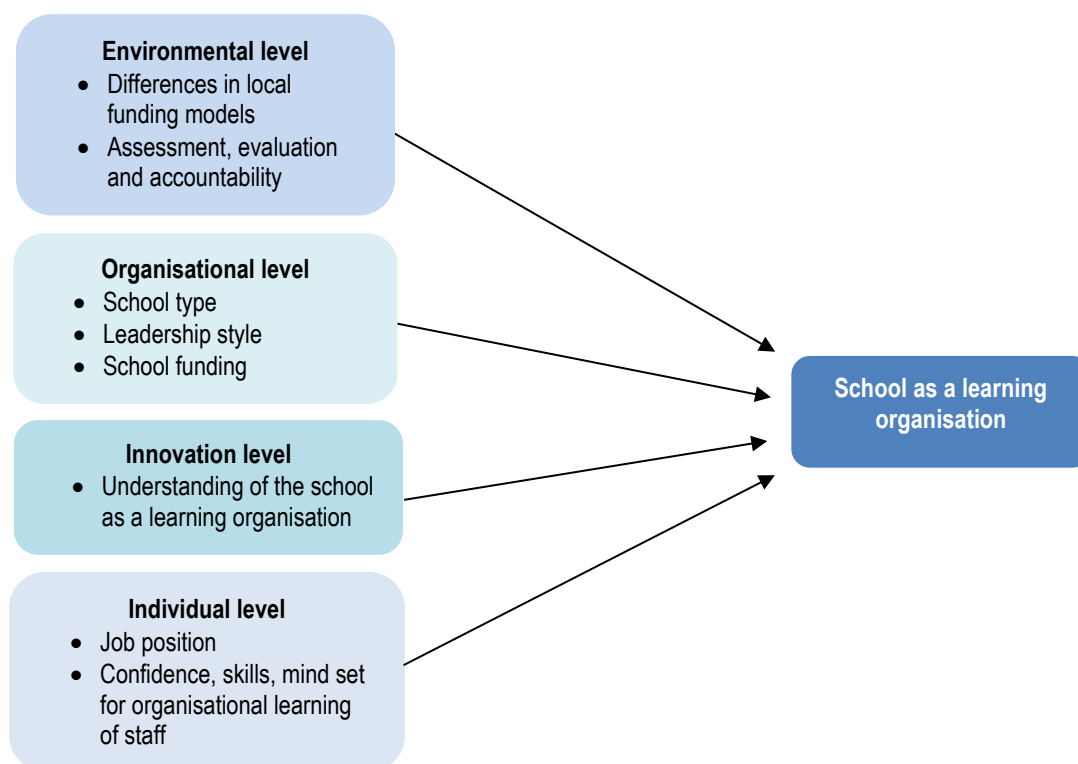 Environmental level
• Differences in local
funding models
• Assessment, evaluation
and accountability
Organisational level
• School type
• Leadership style
• School funding
Innovation level
• Understanding of the school
as a learning organisation
Individual level
• Job position
• Confidence, skills, mind set
for organisational learning
of staff
School as a learning
organisation